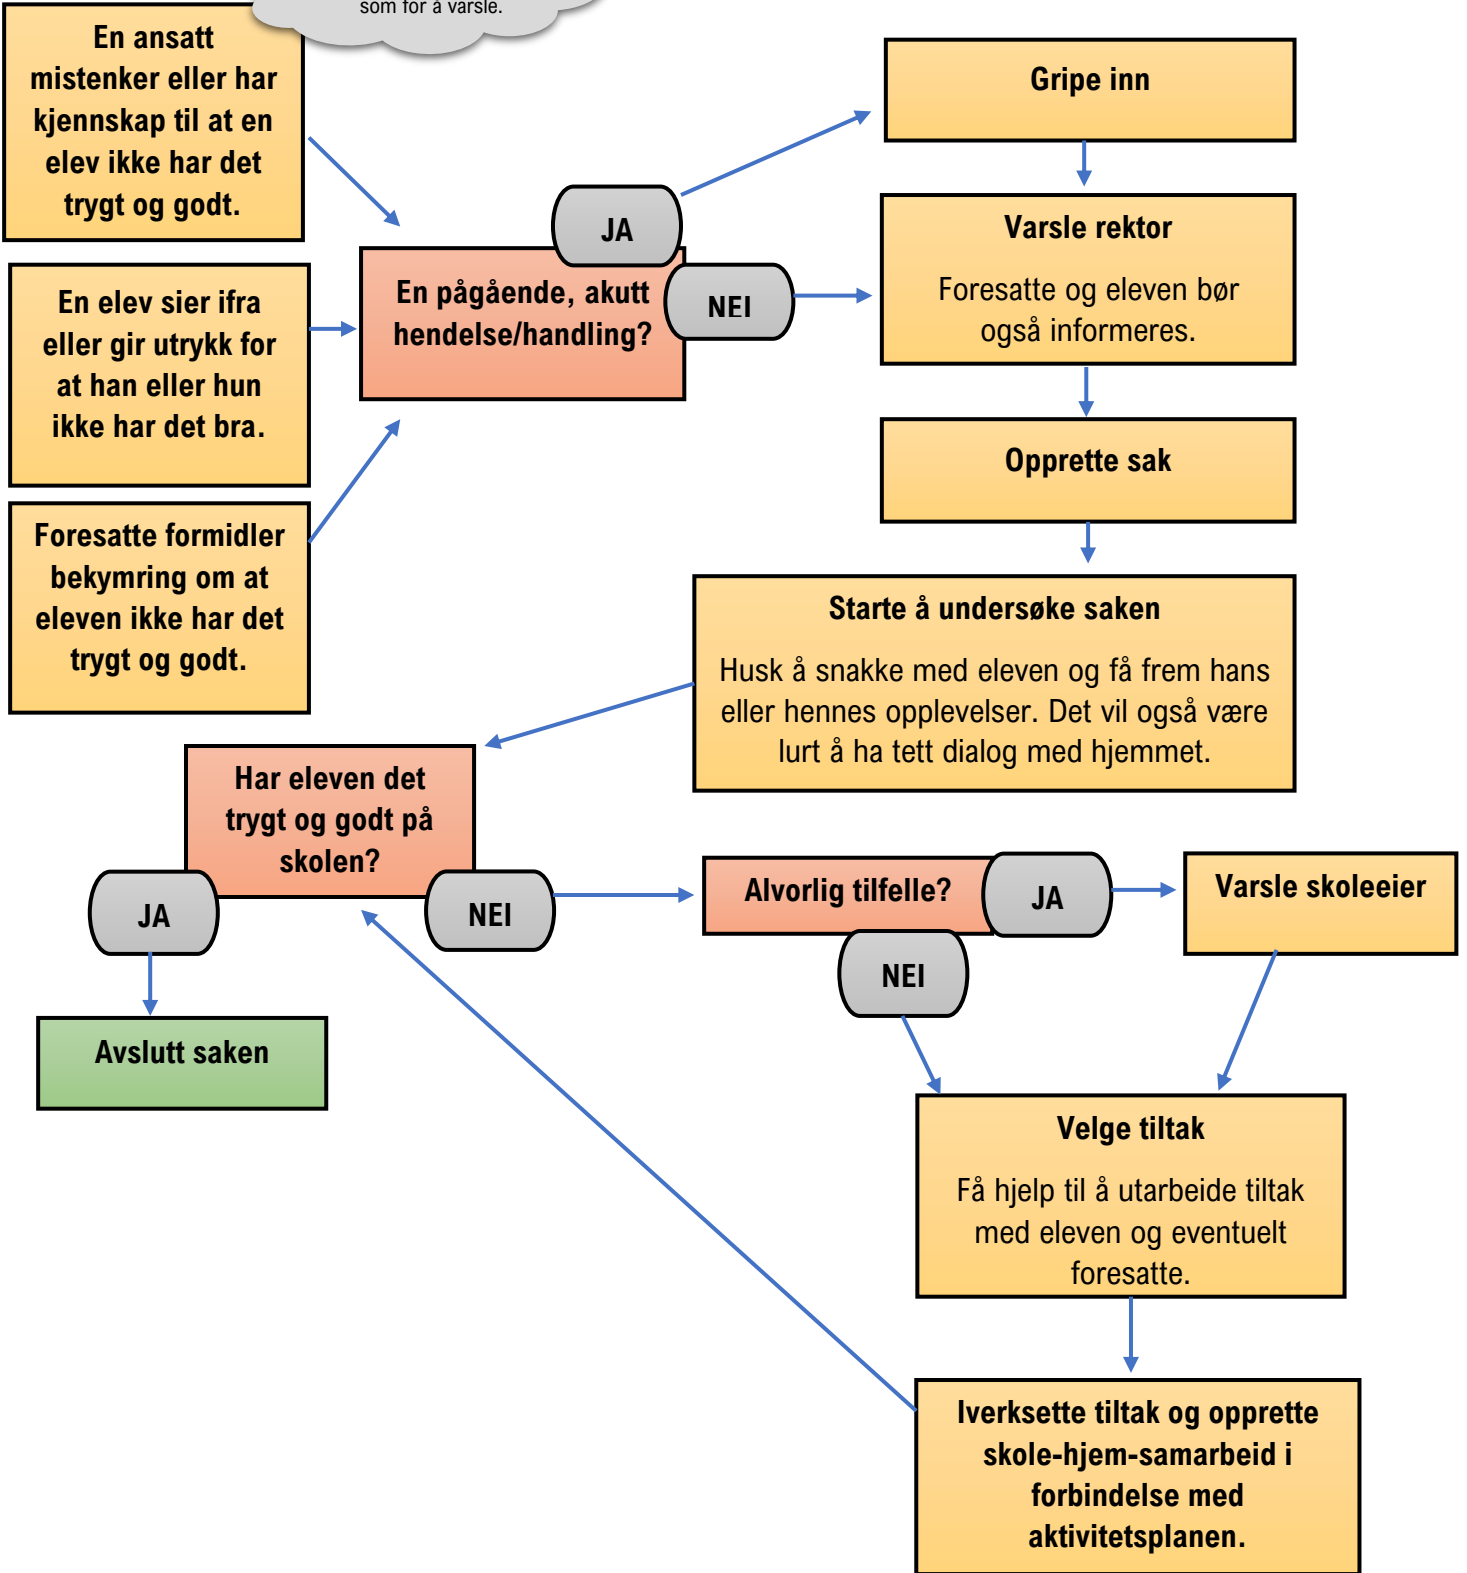 som for å varsle.
En ansatt
mistenker eller har
kjennskap til at en
elev ikke har det
trygt og godt.
En elev sier ifra
eller gir utrykk for
at han eller hun
ikke har det bra.
Foresatte formidler
bekymring om at
eleven ikke har det
trygt og godt.
En pågående, akutt
hendelse/handling?
JA
NEI
Gripe inn
Varsle rektor
Foresatte og eleven bør
også informeres.
Opprette sak
Starte å undersøke saken
Husk å snakke med eleven og få frem hans
eller hennes opplevelser. Det vil også være
lurt å ha tett dialog med hjemmet.
Har eleven det
trygt og godt på
skolen?
JA
NEI
Avslutt saken
Alvorlig tilfelle?
JA
NEI
Varsle skoleeier
Velge tiltak
Få hjelp til å utarbeide tiltak
med eleven og eventuelt
foresatte.
Iverksette tiltak og opprette
skole-hjem-samarbeid i
forbindelse med
aktivitetsplanen.